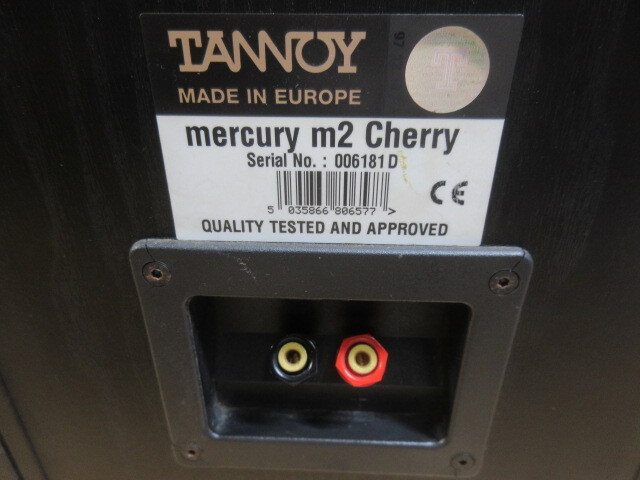 TANNOY
97
MADE IN EUROPE
mercury m2 Cherry
Serial No. : 006181D
CE
5 035866 806577 >
QUALITY TESTED AND APPROVED